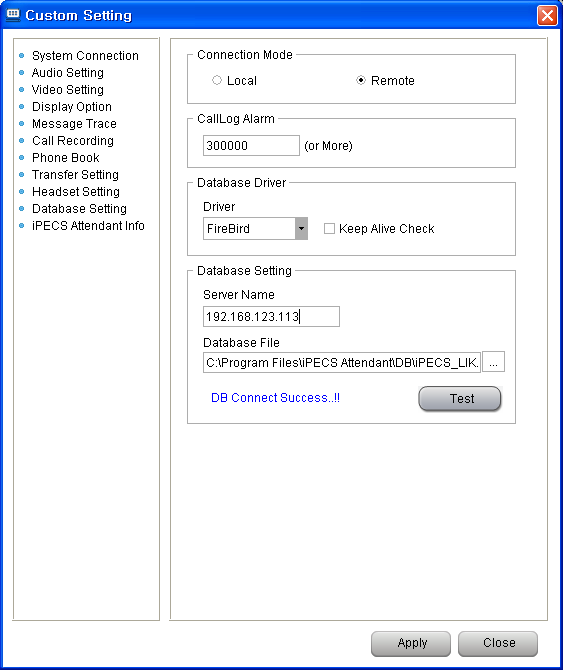 Custom Setting
System Connection
Audio Setting
Video Setting
Display Option
Message Trace
Call Recording
Phone Book
Transfer Setting
Headset Setting
Database Setting
iPECS Attendant Info
Connection Mode
Local
Remote
CallLog Alarm
300000 (or More)
Database Driver
Driver
FireBird
Keep Alive Check
Database Setting
Server Name
192.168.123.113
Database File
C:\Program Files\iPECS Attendant\DB\iPECS_LIK. ...
DB Connect Success..!!
Test
Apply
Close